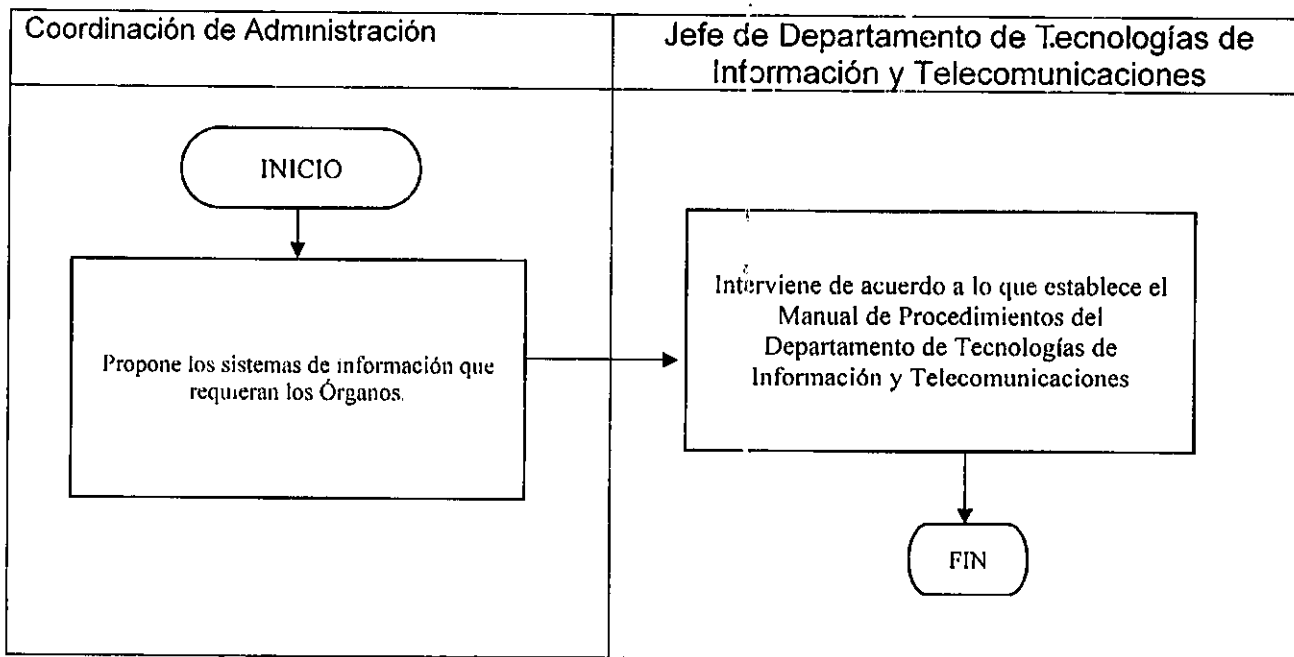 Coordinación de Administración
Jefe de Departamento de Tecnologías de
Información y Telecomunicaciones
INICIO
Propone los sistemas de información que
requieran los Órganos.
Interviene de acuerdo a lo que establece el
Manual de Procedimientos del
Departamento de Tecnologías de
Información y Telecomunicaciones
FIN